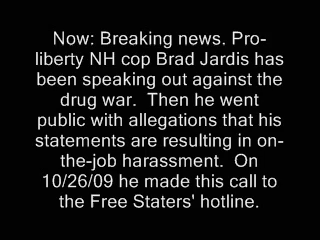 Now: Breaking news. Pro-
liberty NH cop Brad Jardis has
been speaking out against the
drug war.  Then he went
public with allegations that his
statements are resulting in on-
the-job harassment.  On
10/26/09 he made this call to
the Free Staters' hotline.